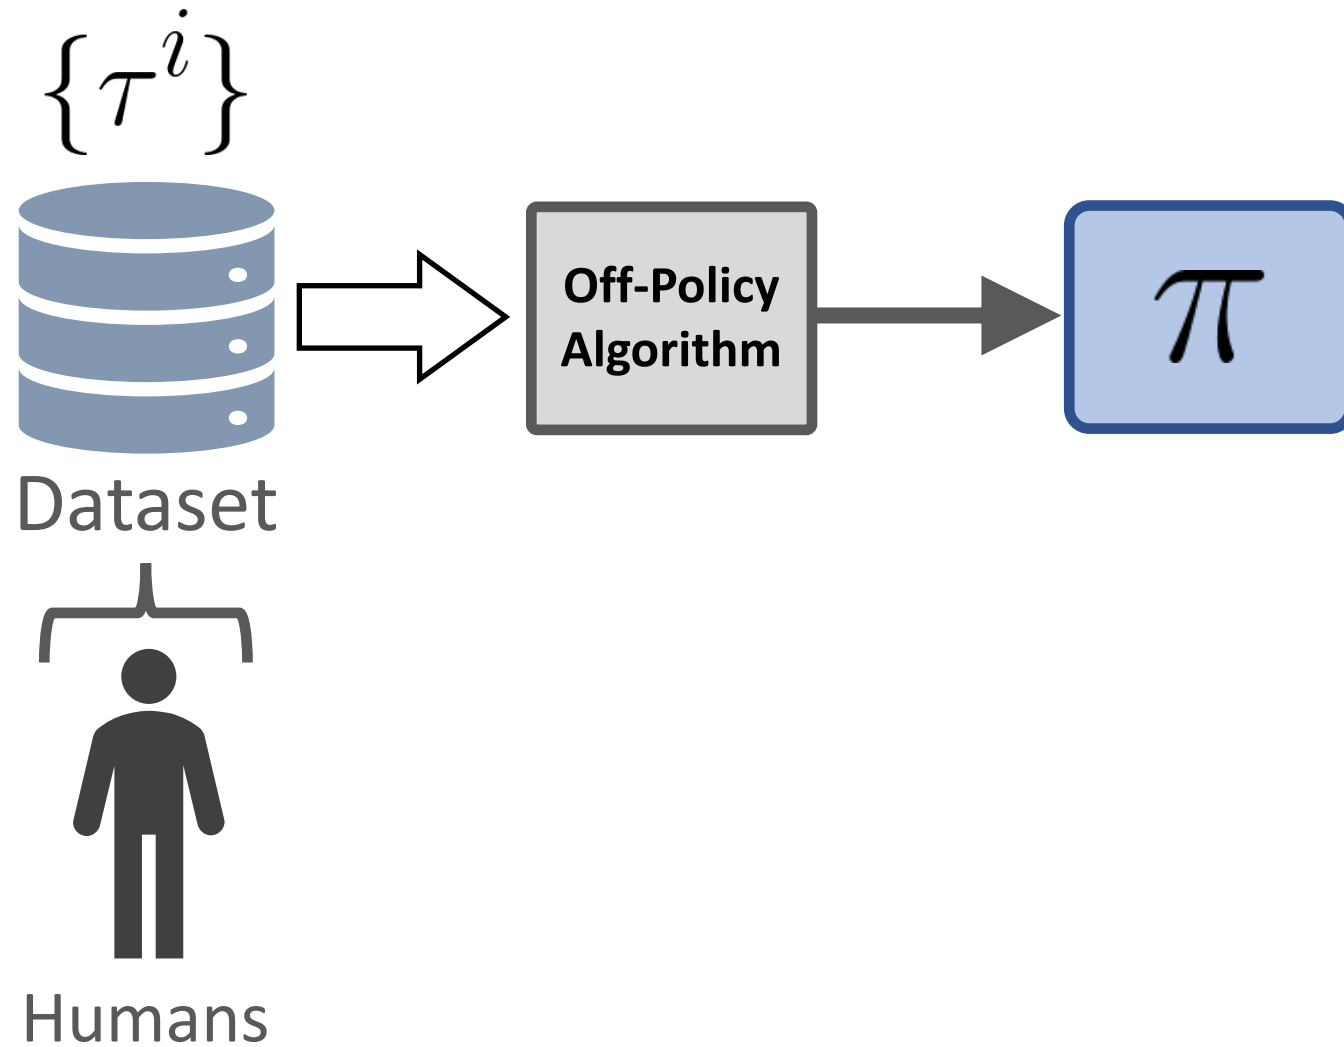 {τ^i}
Off-Policy
Algorithm
π
Dataset
Humans